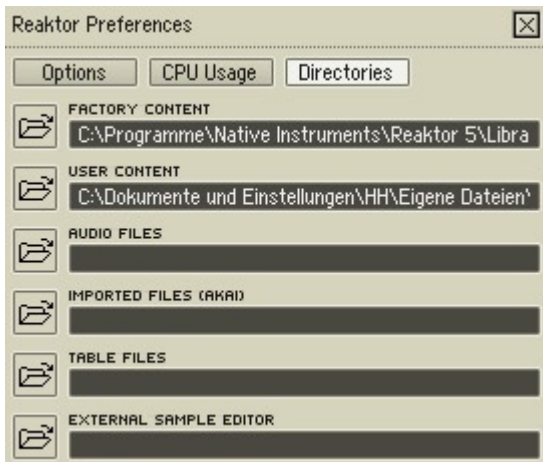 Reaktor Preferences
Options CPU Usage Directories
FACTORY CONTENT
C:\Programme\Native Instruments\Reaktor 5\Libra
USER CONTENT
C:\Dokumente und Einstellungen\HH\Eigene Dateien\
AUDIO FILES
IMPORTED FILES (AKAI)
TABLE FILES
EXTERNAL SAMPLE EDITOR